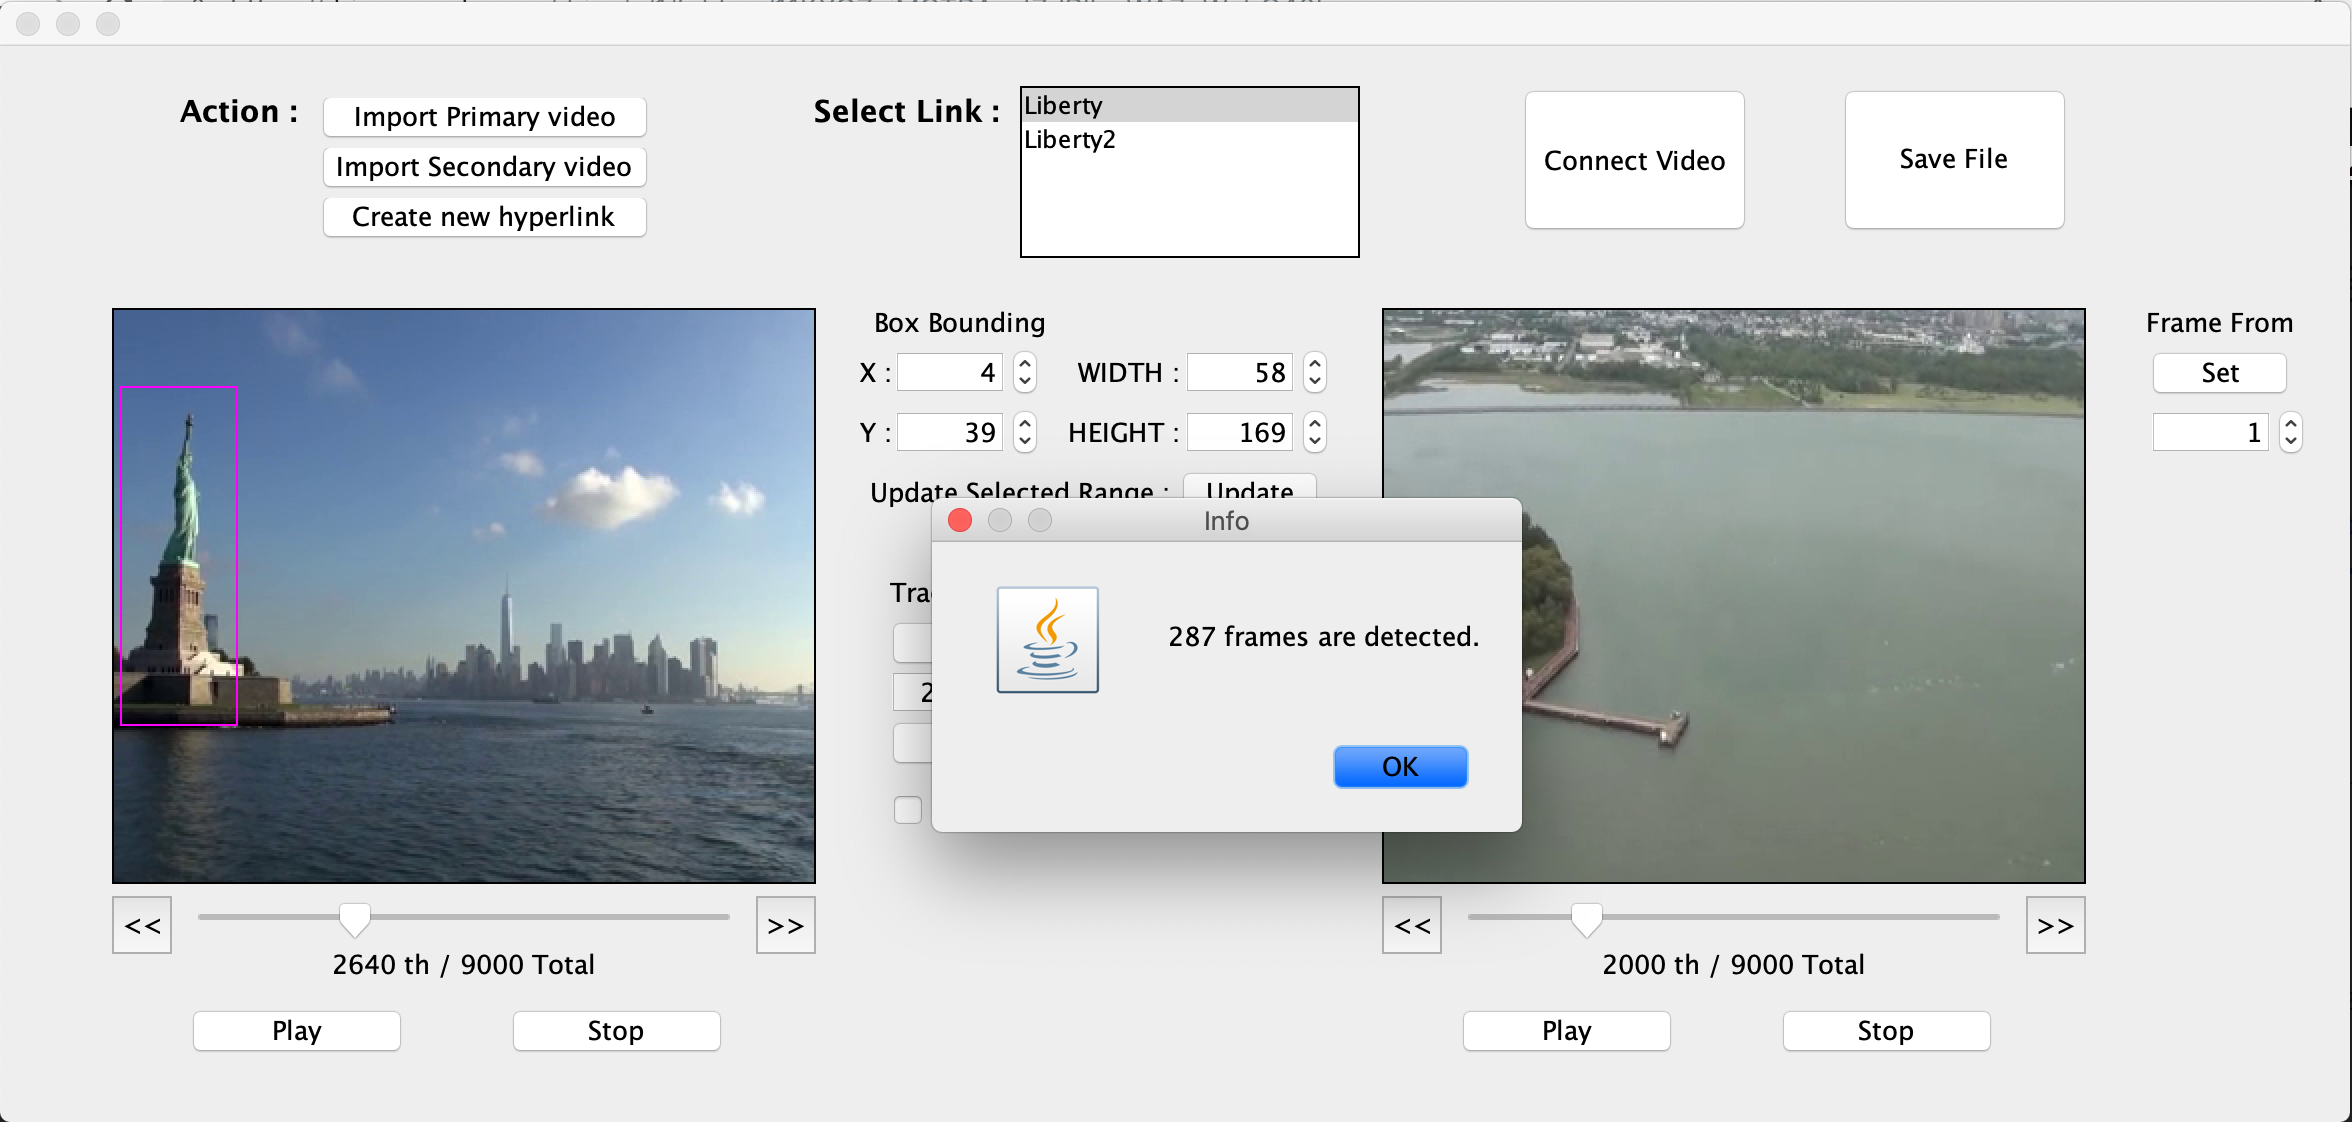 Action :
Import Primary video
Import Secondary video
Create new hyperlink
Select Link :
Liberty
Liberty2
Connect Video
Save File
Box Bounding
X : 4 WIDTH : 58
Y : 39 HEIGHT : 169
Update Selected Range : Update
Frame From
Set
1
Info
287 frames are detected.
OK
<< >>
2640 th / 9000 Total
Play Stop
<< >>
2000 th / 9000 Total
Play Stop